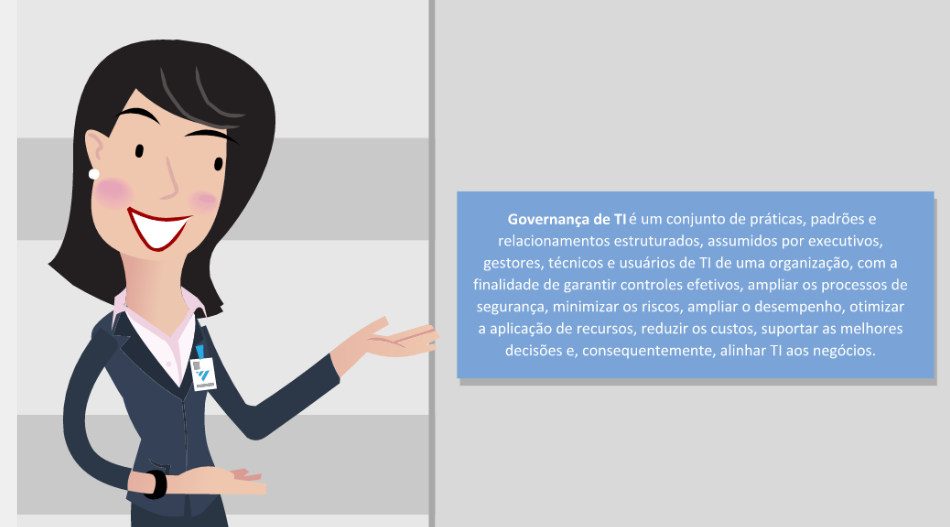 Governança de TI é um conjunto de práticas, padrões e
relacionamentos estruturados, assumidos por executivos,
gestores, técnicos e usuários de TI de uma organização, com a
finalidade de garantir controles efetivos, ampliar os processos de
segurança, minimizar os riscos, ampliar o desempenho, otimizar
a aplicação de recursos, reduzir os custos, suportar as melhores
decisões e, consequentemente, alinhar TI aos negócios.